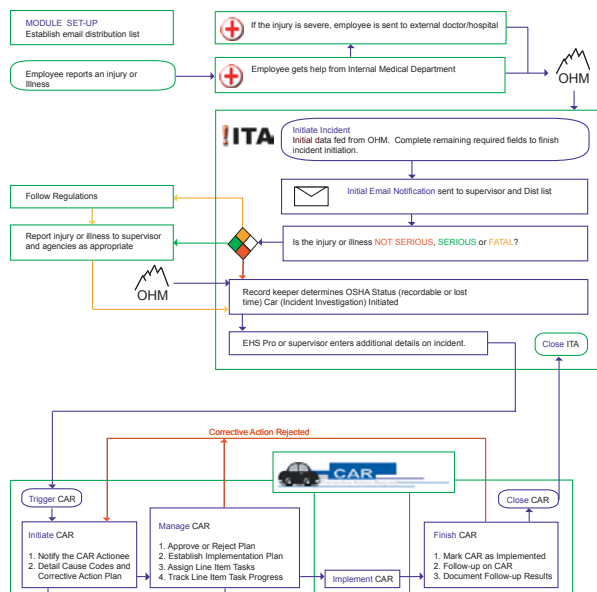 MODULE SET-UP
Establish email distribution list
If the injury is severe, employee is sent to external doctor/hospital
Employee reports an injury or
Illness
Employee gets help from Internal Medical Department
OHM
!ITA
Initiate Incident
Initial data fed from OHM. Complete remaining required fields to finish
incident initiation.
Initial Email Notification sent to supervisor and Dist list
Follow Regulations
Report injury or illness to supervisor
and agencies as appropriate
Is the injury or illness NOT SERIOUS, SERIOUS or FATAL?
OHM
Record keeper determines OSHA Status (recordable or lost
time) Car (Incident Investigation) Initiated
EHS Pro or supervisor enters additional details on incident.
Close ITA
Corrective Action Rejected
CAR
Trigger CAR
Close CAR
Initiate CAR
1. Notify the CAR Actionee
2. Detail Cause Codes and
Corrective Action Plan
Manage CAR
1. Approve or Reject Plan
2. Establish Implementation Plan
3. Assign Line Item Tasks
4. Track Line Item Task Progress
Implement CAR
Finish CAR
1. Mark CAR as Implemented
2. Follow-up on CAR
3. Document Follow-up Results